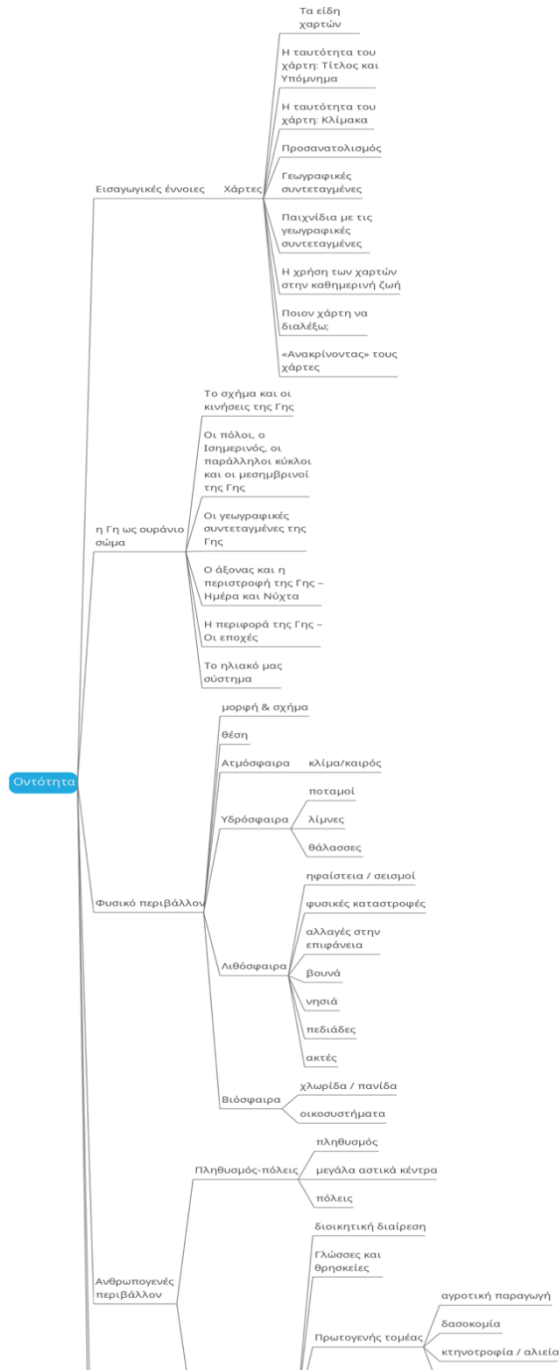 Τα είδη
χαρτών
Η ταυτότητα του
χάρτη: Τίτλος και
Υπόμνημα
Η ταυτότητα του
χάρτη: Κλίμακα
Προσανατολισμός
Εισαγωγικές έννοιες
Χάρτες
Γεωγραφικές
συντεταγμένες
Παιχνίδια με τις
γεωγραφικές
συντεταγμένες
Η χρήση των χαρτών
στην καθημερινή ζωή
Ποιον χάρτη να
διαλέξω;
«Ανακρίνοντας» τους
χάρτες
Το σχήμα και οι
κινήσεις της Γης
Οι πόλοι, ο
Ισημερινός, οι
παράλληλοι κύκλοι
και οι μεσημβρινοί
της Γης
η Γη ως ουράνιο
σώμα
Οι γεωγραφικές
συντεταγμένες της
Γης
Ο άξονας και η
περιστροφή της Γης –
Ημέρα και Νύχτα
Η περιφορά της Γης –
Οι εποχές
Το ηλιακό μας
σύστημα
Οντότητα
μορφή & σχήμα
θέση
Ατμόσφαιρα
κλίμα/καιρός
Υδρόσφαιρα
ποταμοί
λίμνες
θάλασσες
Φυσικό περιβάλλον
Λιθόσφαιρα
ηφαίστεια / σεισμοί
φυσικές καταστροφές
αλλαγές στην
επιφάνεια
βουνά
νησιά
πεδιάδες
ακτές
Βιόσφαιρα
χλωρίδα / πανίδα
οικοσυστήματα
Πληθυσμός-πόλεις
πληθυσμός
μεγάλα αστικά κέντρα
πόλεις
Ανθρωπογενές
περιβάλλον
διοικητική διαίρεση
Γλώσσες και
θρησκείες
Πρωτογενής τομέας
αγροτική παραγωγή
δασοκομία
κτηνοτροφία / αλιεία